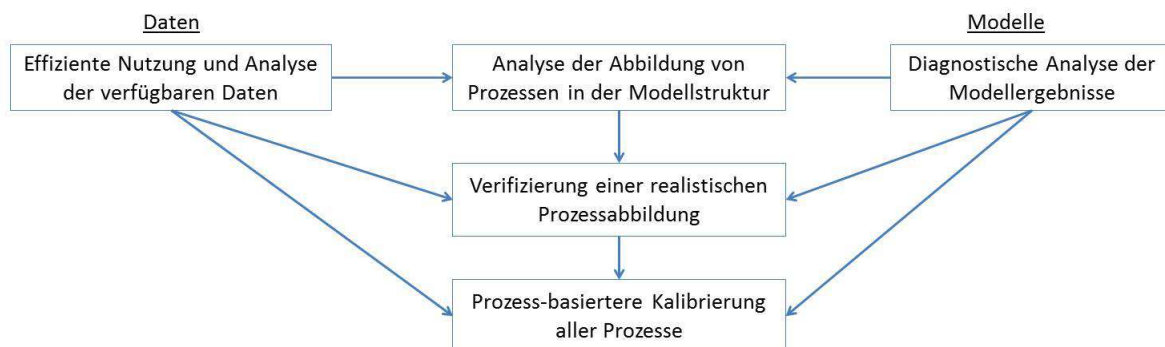 Daten
Modelle
Effiziente Nutzung und Analyse
der verfügbaren Daten
Analyse der Abbildung von
Prozessen in der Modellstruktur
Diagnostische Analyse der
Modellergebnisse
Verifizierung einer realistischen
Prozessabbildung
Prozess-basiertere Kalibrierung
aller Prozesse